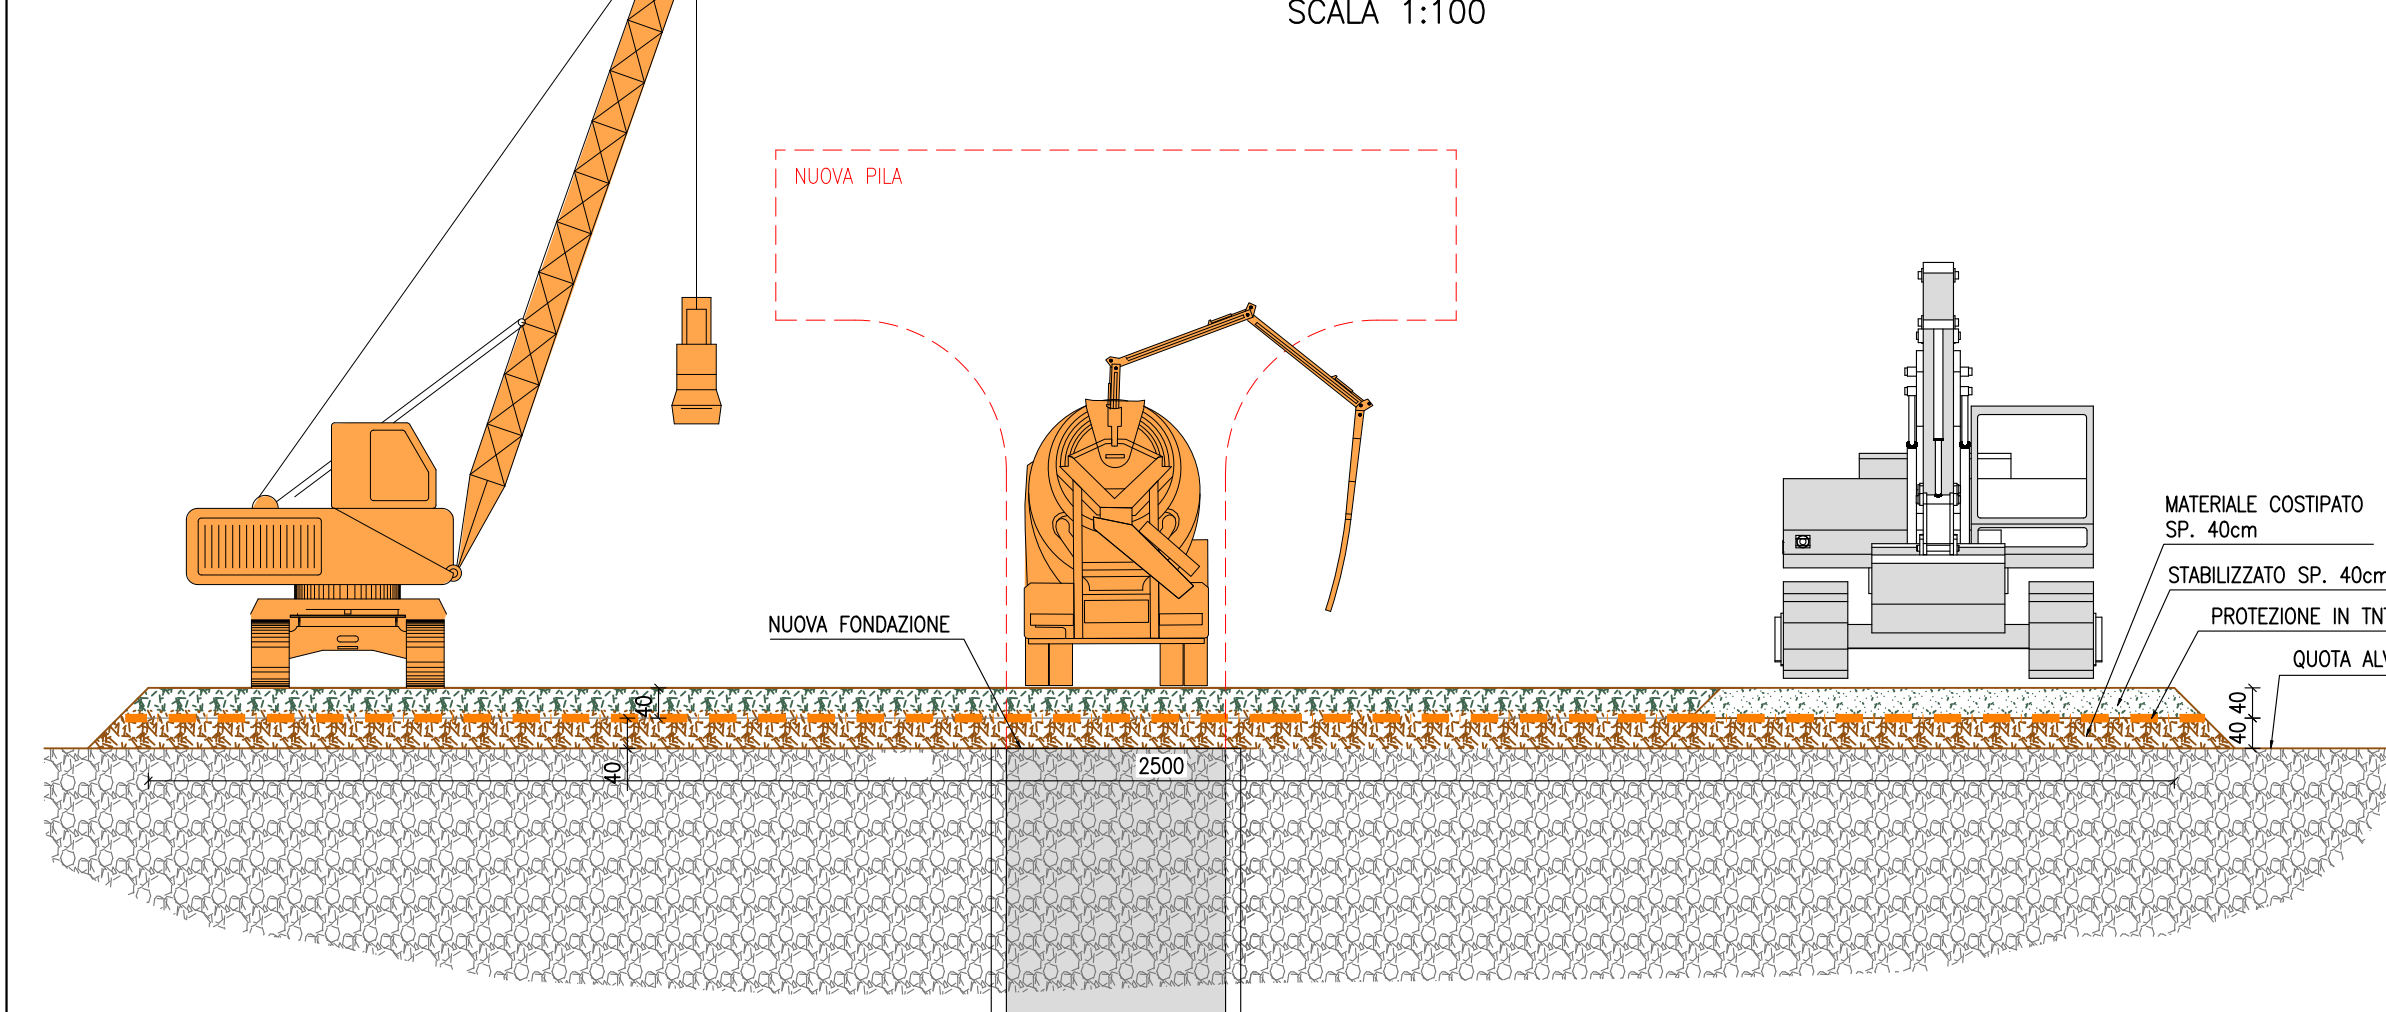 SCALA 1:100
NUOVA PILA
MATERIALE COSTIPATO
SP. 40cm
STABILIZZATO SP. 40cm
PROTEZIONE IN TNT
QUOTA
NUOVA FONDAZIONE
40
40
40
40
2500